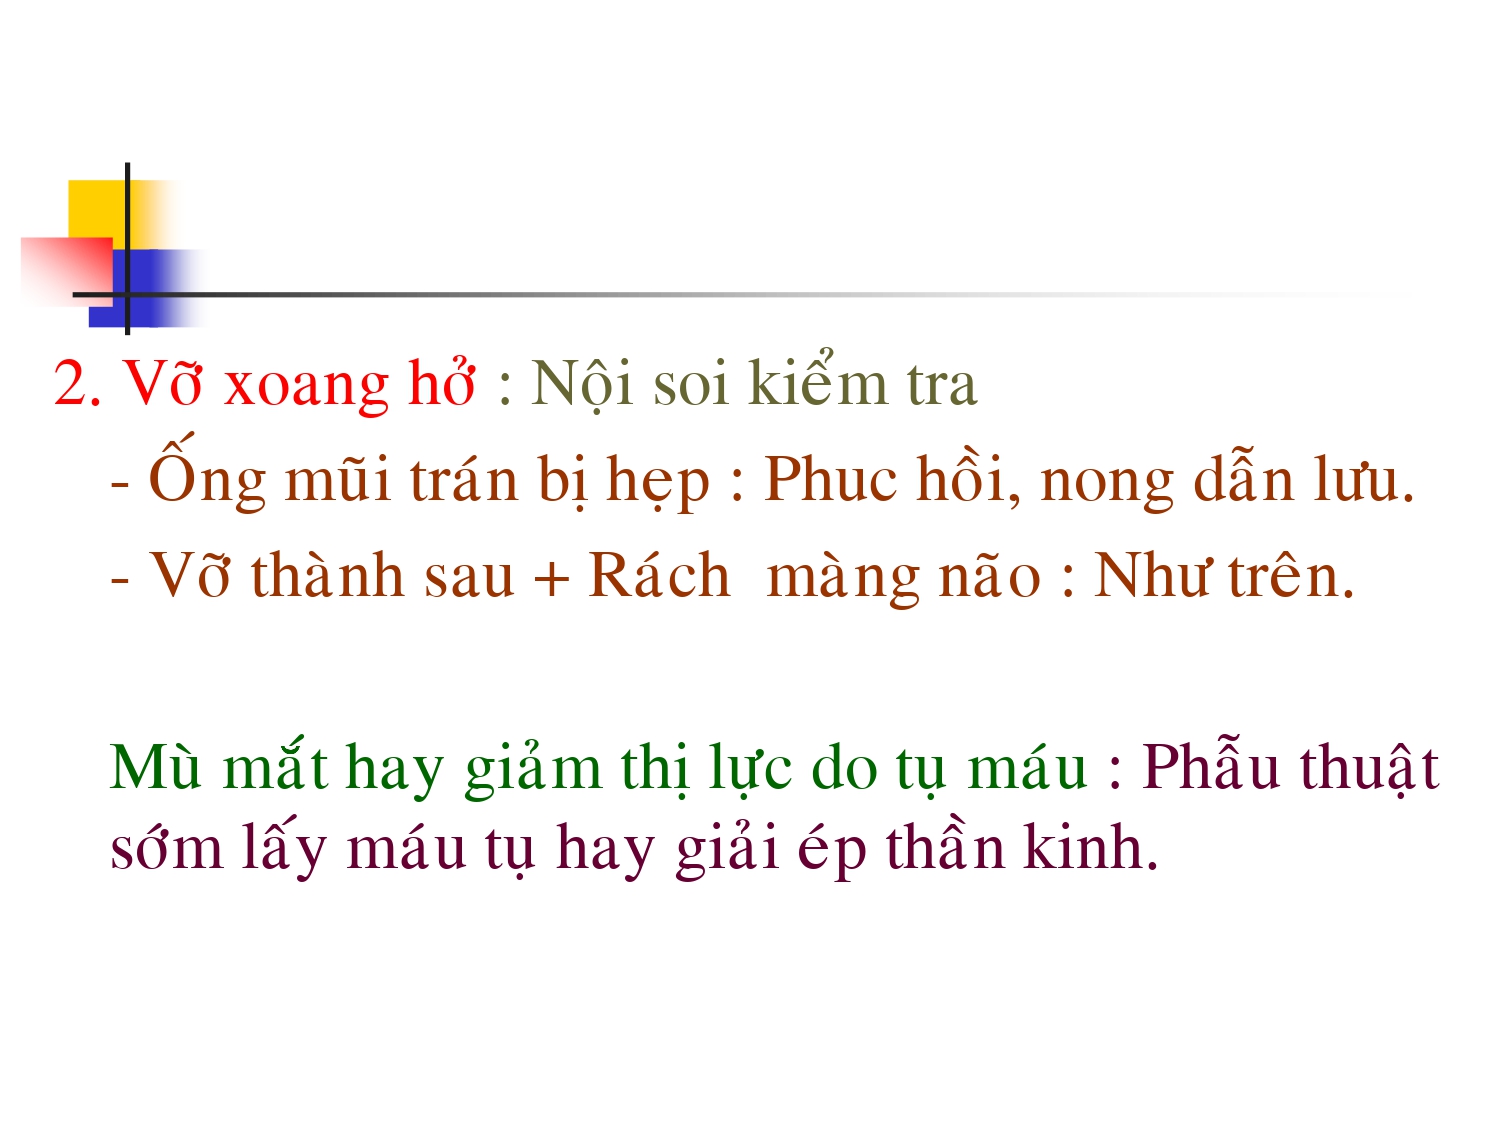 2. Vỡ xoang hở : Nội soi kiểm tra
- Ống mũi trán bị hẹp : Phuc hồi, nong dẫn lưu.
- Vỡ thành sau + Rách màng não : Như trên.
Mù mắt hay giảm thị lực do tụ máu : Phẫu thuật
sớm lấy máu tụ hay giải ép thần kinh.